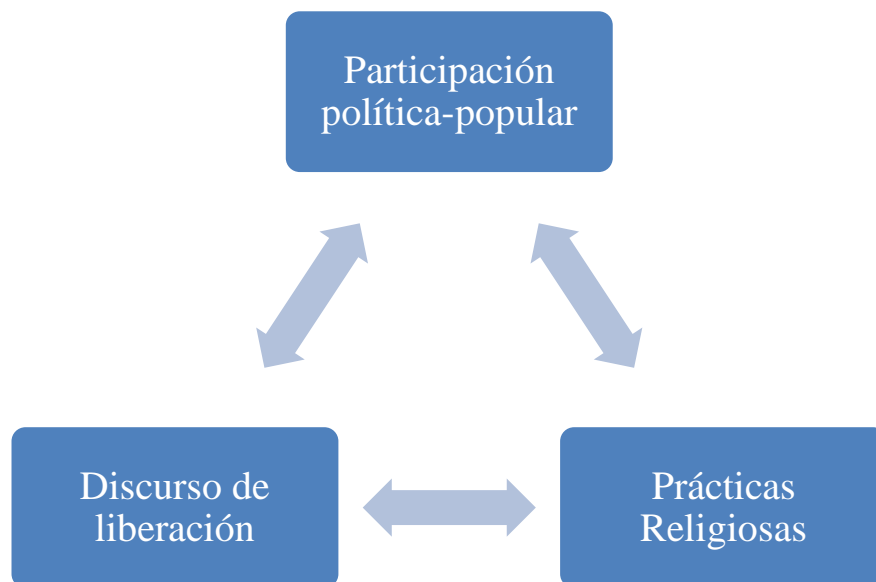 Participación
política-popular
Discurso de
liberación
Prácticas
Religiosas